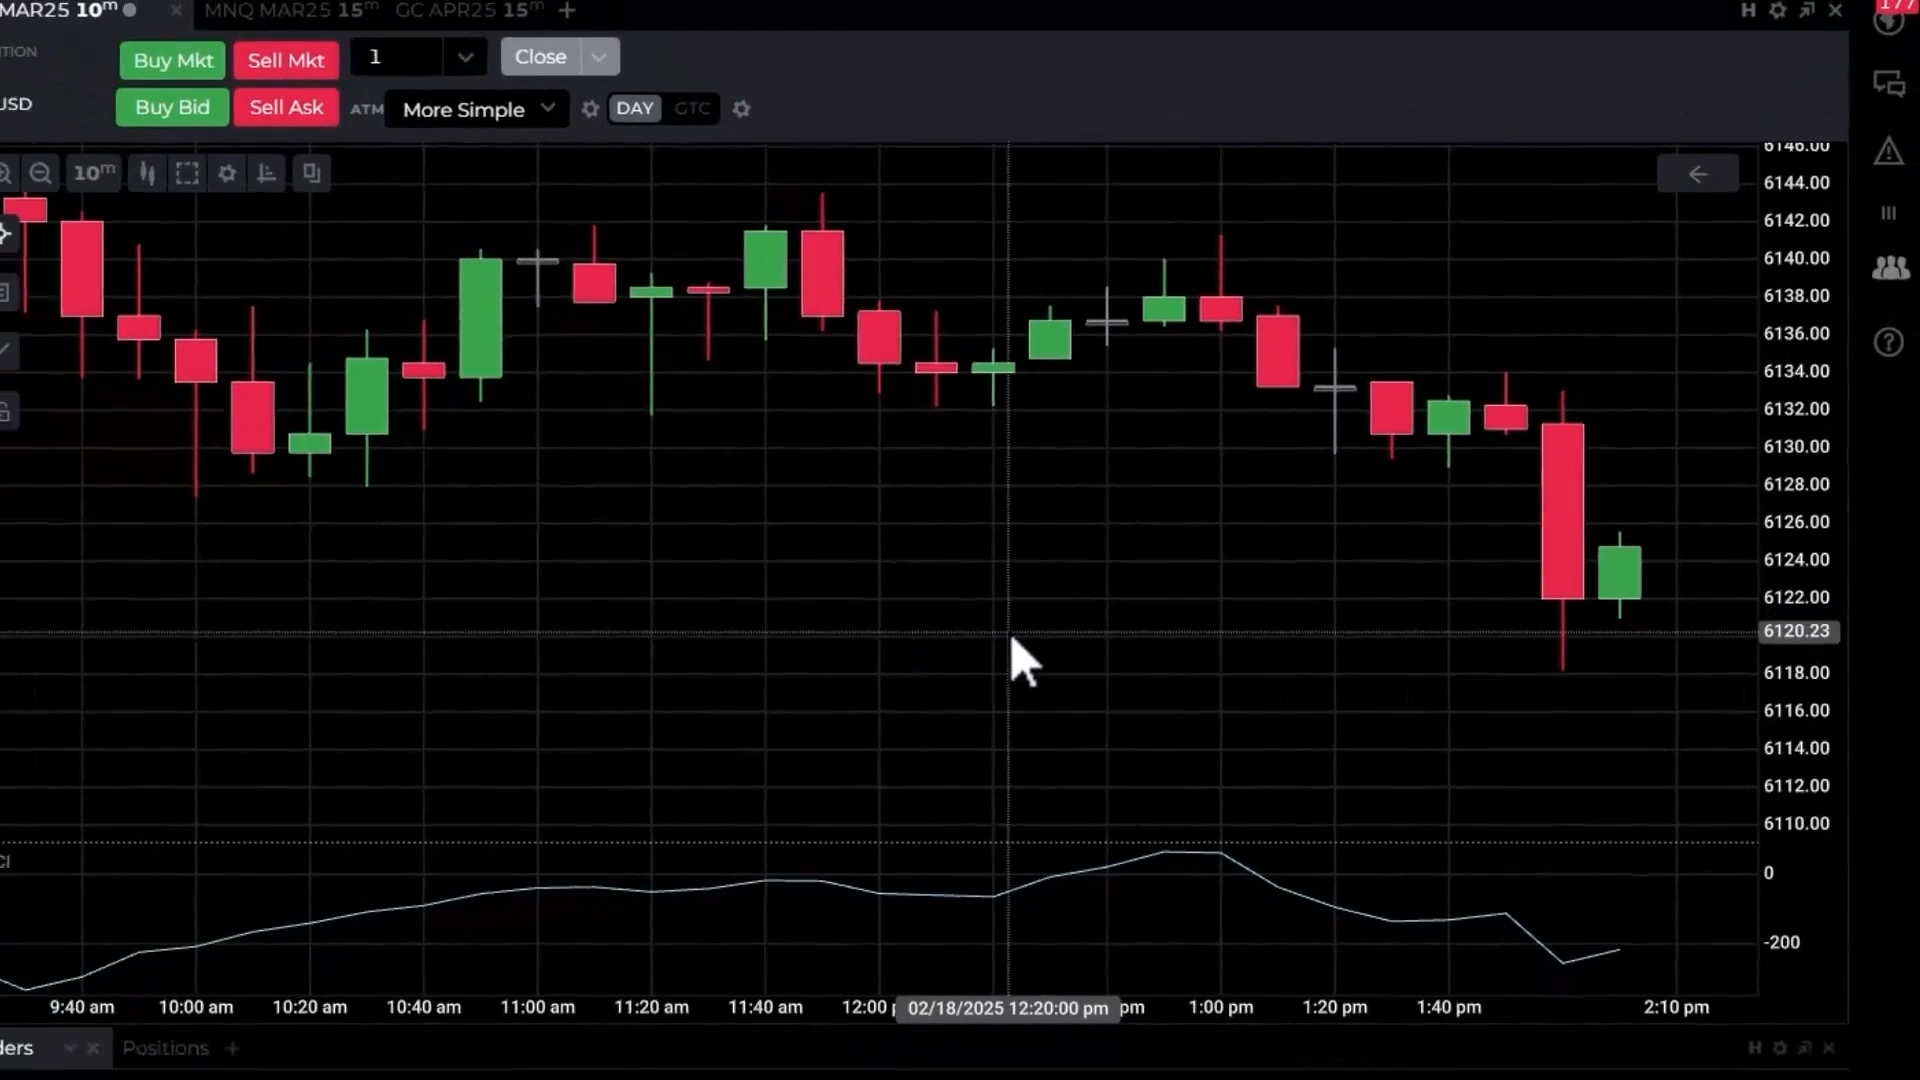 MAR25 10m MNQ MAR25 15m GC APR25 15m +
H
177
TION
Buy Mkt Sell Mkt 1 Close
USD
Buy Bid Sell Ask ATM More Simple DAY GTC
10m
6146.00
6144.00
6142.00
6140.00
6138.00
6136.00
6134.00
6132.00
6130.00
6128.00
6126.00
6124.00
6122.00
6120.23
6118.00
6116.00
6114.00
6112.00
6110.00
CI
0
-200
9:40 am 10:00 am 10:20 am 10:40 am 11:00 am 11:20 am 11:40 am 12:00 p 02/18/2025 12:20:00 pm pm 1:00 pm 1:20 pm 1:40 pm 2:10 pm
ders Positions +
H